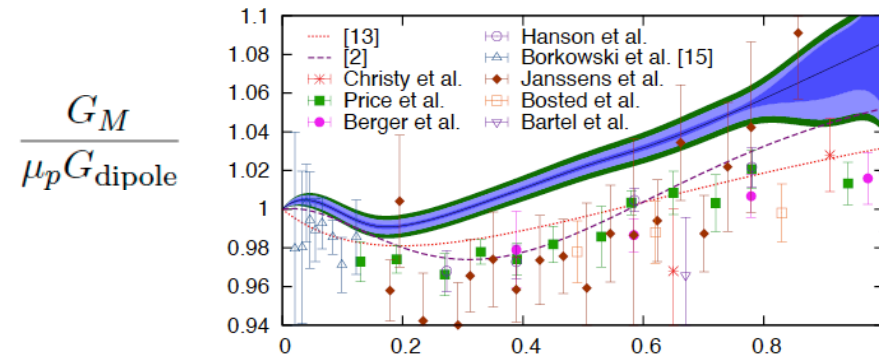 G_M
μ_p G_dipole
1.1
1.08
1.06
1.04
1.02
1
0.98
0.96
0.94
[13]
[2]
Christy et al.
Price et al.
Berger et al.
Hanson et al.
Borkowski et al. [15]
Janssens et al.
Bosted et al.
Bartel et al.
0 0.2 0.4 0.6 0.8